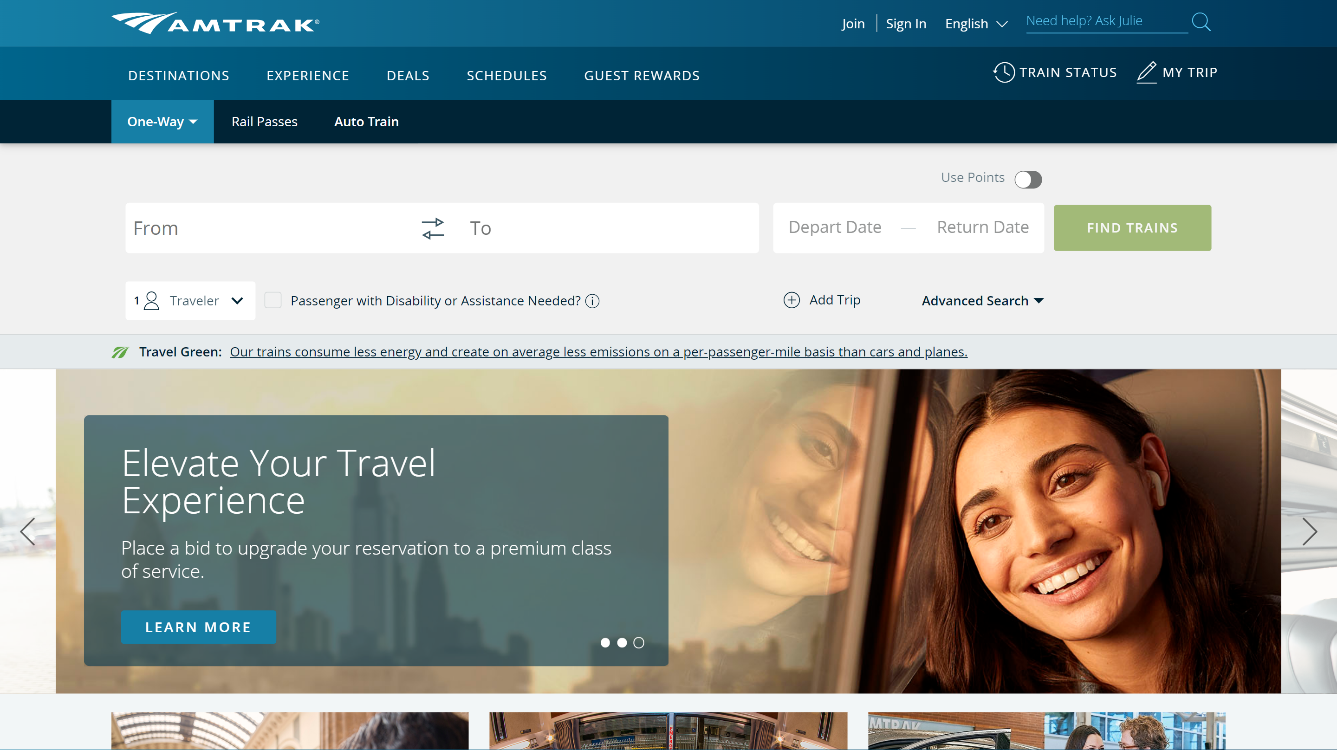 AMTRAK
Join
Sign In
English
Need help? Ask Julie
DESTINATIONS
EXPERIENCE
DEALS
SCHEDULES
GUEST REWARDS
TRAIN STATUS
MY TRIP
One-Way
Rail Passes
Auto Train
Use Points
From
To
Depart Date — Return Date
FIND TRAINS
1 Traveler
Passenger with Disability or Assistance Needed?
Add Trip
Advanced Search
Travel Green: Our trains consume less energy and create on average less emissions on a per-passenger-mile basis than cars and planes.
Elevate Your Travel
Experience
Place a bid to upgrade your reservation to a premium class
of service.
LEARN MORE
AMTRAK